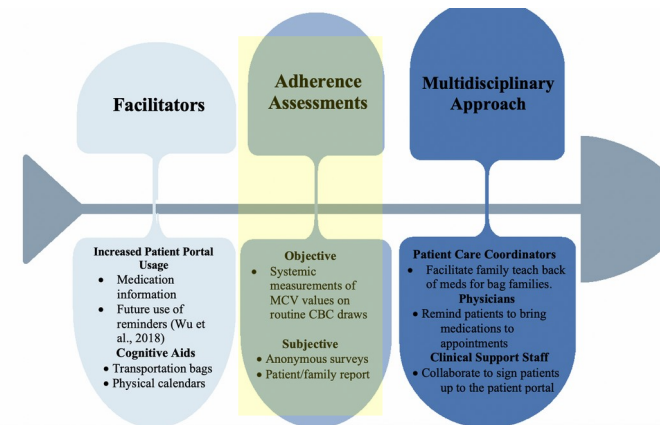 Facilitators
Increased Patient Portal
Usage
• Medication
information
• Future use of
reminders (Wu et
al., 2018)
Cognitive Aids
• Transportation bags
• Physical calendars
Adherence
Assessments
Objective
• Systemic
measurements of
MCV values on
routine CBC draws
Subjective
• Anonymous surveys
• Patient/family report
Multidisciplinary
Approach
Patient Care Coordinators
• Facilitate family teach back
of meds for bag families.
Physicians
• Remind patients to bring
medications to
appointments
Clinical Support Staff
• Collaborate to sign patients
up to the patient portal